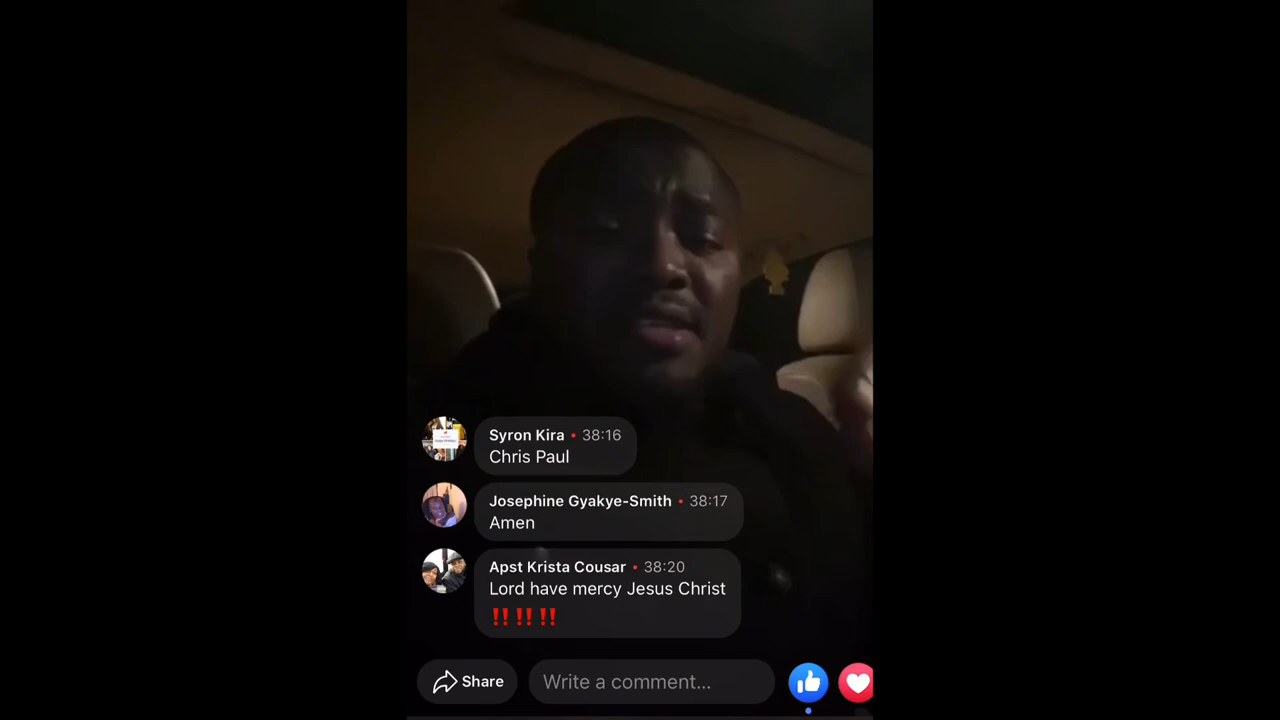 Syron Kira • 38:16
Chris Paul
Josephine Gyakye-Smith • 38:17
Amen
Apst Krista Cousar • 38:20
Lord have mercy Jesus Christ
‼️‼️‼️
Share
Write a comment...